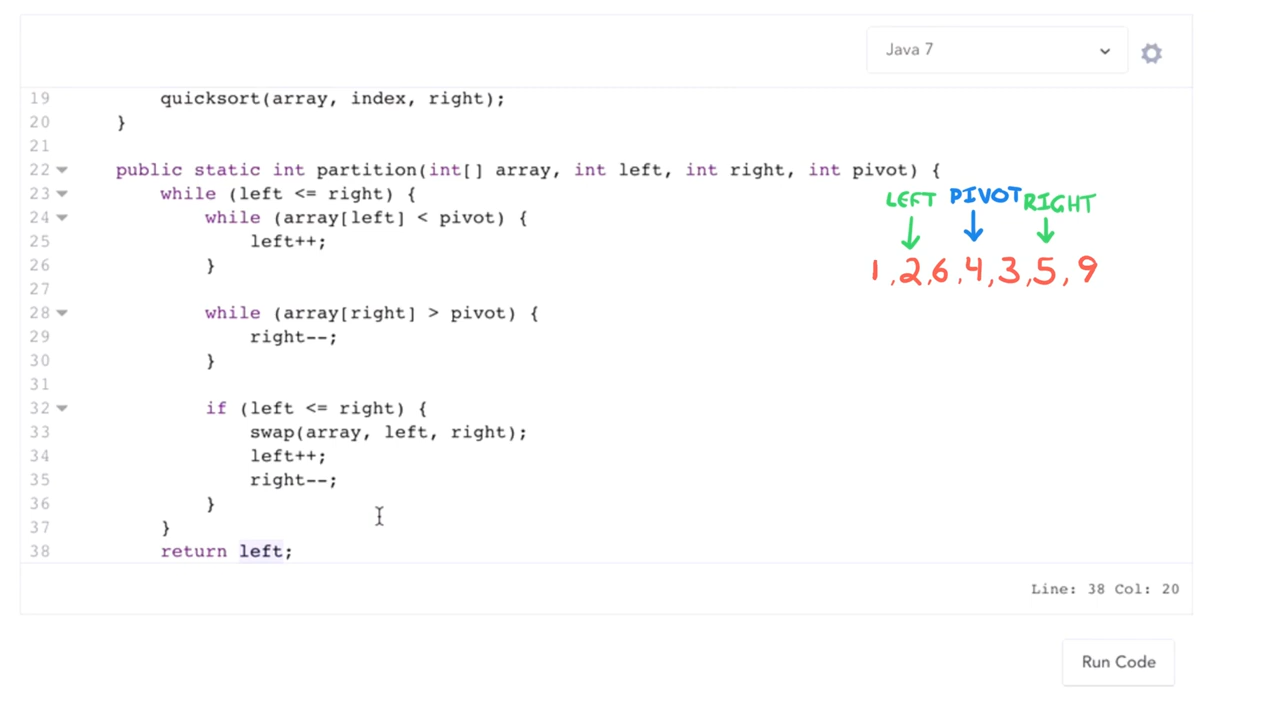 Java 7
19 quicksort(array, index, right);
20 }
21
22 public static int partition(int[] array, int left, int right, int pivot) {
23 while (left <= right) {
24 while (array[left] < pivot) {
25 left++;
26 }
27
28 while (array[right] > pivot) {
29 right--;
30 }
31
32 if (left <= right) {
33 swap(array, left, right);
34 left++;
35 right--;
36 }
37 }
38 return left;
LEFT PIVOT RIGHT
1,2,6,4,3,5,9
Line: 38 Col: 20
Run Code